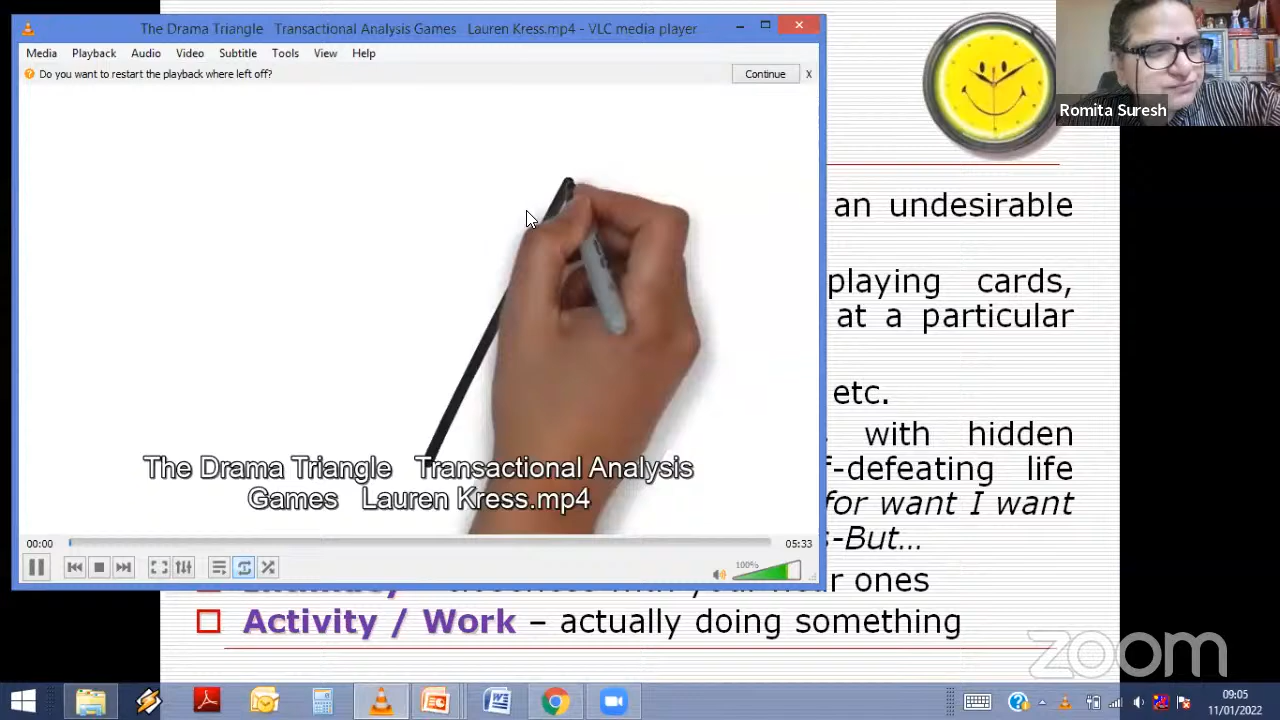 The Drama Triangle   Transactional Analysis Games   Lauren Kress.mp4 - VLC media player
Media Playback Audio Video Subtitle Tools View Help
Do you want to restart the playback where left off?
Continue
x
Romita Suresh
an undesirable
playing cards,
at a particular
etc.
with hidden
-defeating life
for want I want
-But...
The Drama Triangle   Transactional Analysis
Games   Lauren Kress.mp4
00:00
05:33
100%
ones
Activity / Work – actually doing something
zoom
09:05
11/01/2022